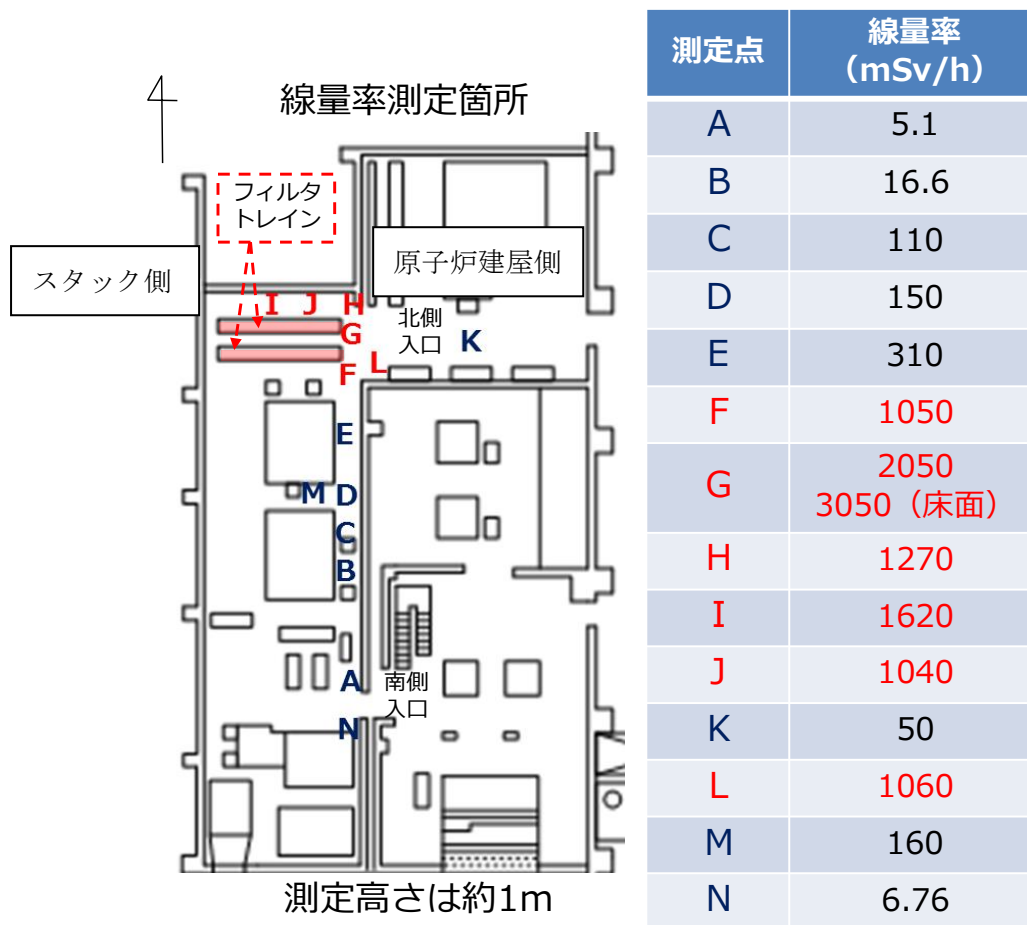 線量率測定箇所
フィルタ
トレイン
スタック側
原子炉建屋側
I J H
G
北側
入口
K
L
F
E
M D
C
B
A
南側
入口
N
測定高さは約1m
測定点 線量率
（mSv/h）
A 5.1
B 16.6
C 110
D 150
E 310
F 1050
G 2050
3050（床面）
H 1270
I 1620
J 1040
K 50
L 1060
M 160
N 6.76